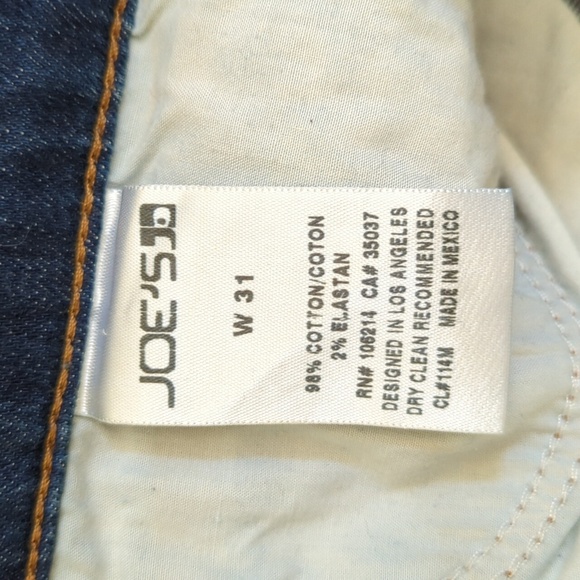 JOE'S
W 31
98% COTTON/COTON
2% ELASTAN
RN# 106214 CA# 35037
DESIGNED IN LOS ANGELES
DRY CLEAN RECOMMENDED
CL#114M MADE IN MEXICO